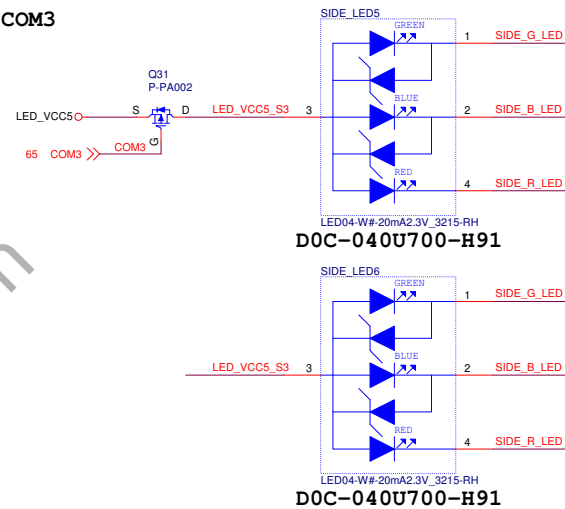 COM3
SIDE_LED5
GREEN
1 SIDE_G_LED
Q31
P-PA002
BLUE
LED_VCC5 S D LED_VCC5_S3 3 2 SIDE_B_LED
G
65 COM3 COM3
RED
4 SIDE_R_LED
LED04-W#-20mA2.3V_3215-RH
D0C-040U700-H91
SIDE_LED6
GREEN
1 SIDE_G_LED
BLUE
LED_VCC5_S3 3 2 SIDE_B_LED
RED
4 SIDE_R_LED
LED04-W#-20mA2.3V_3215-RH
D0C-040U700-H91